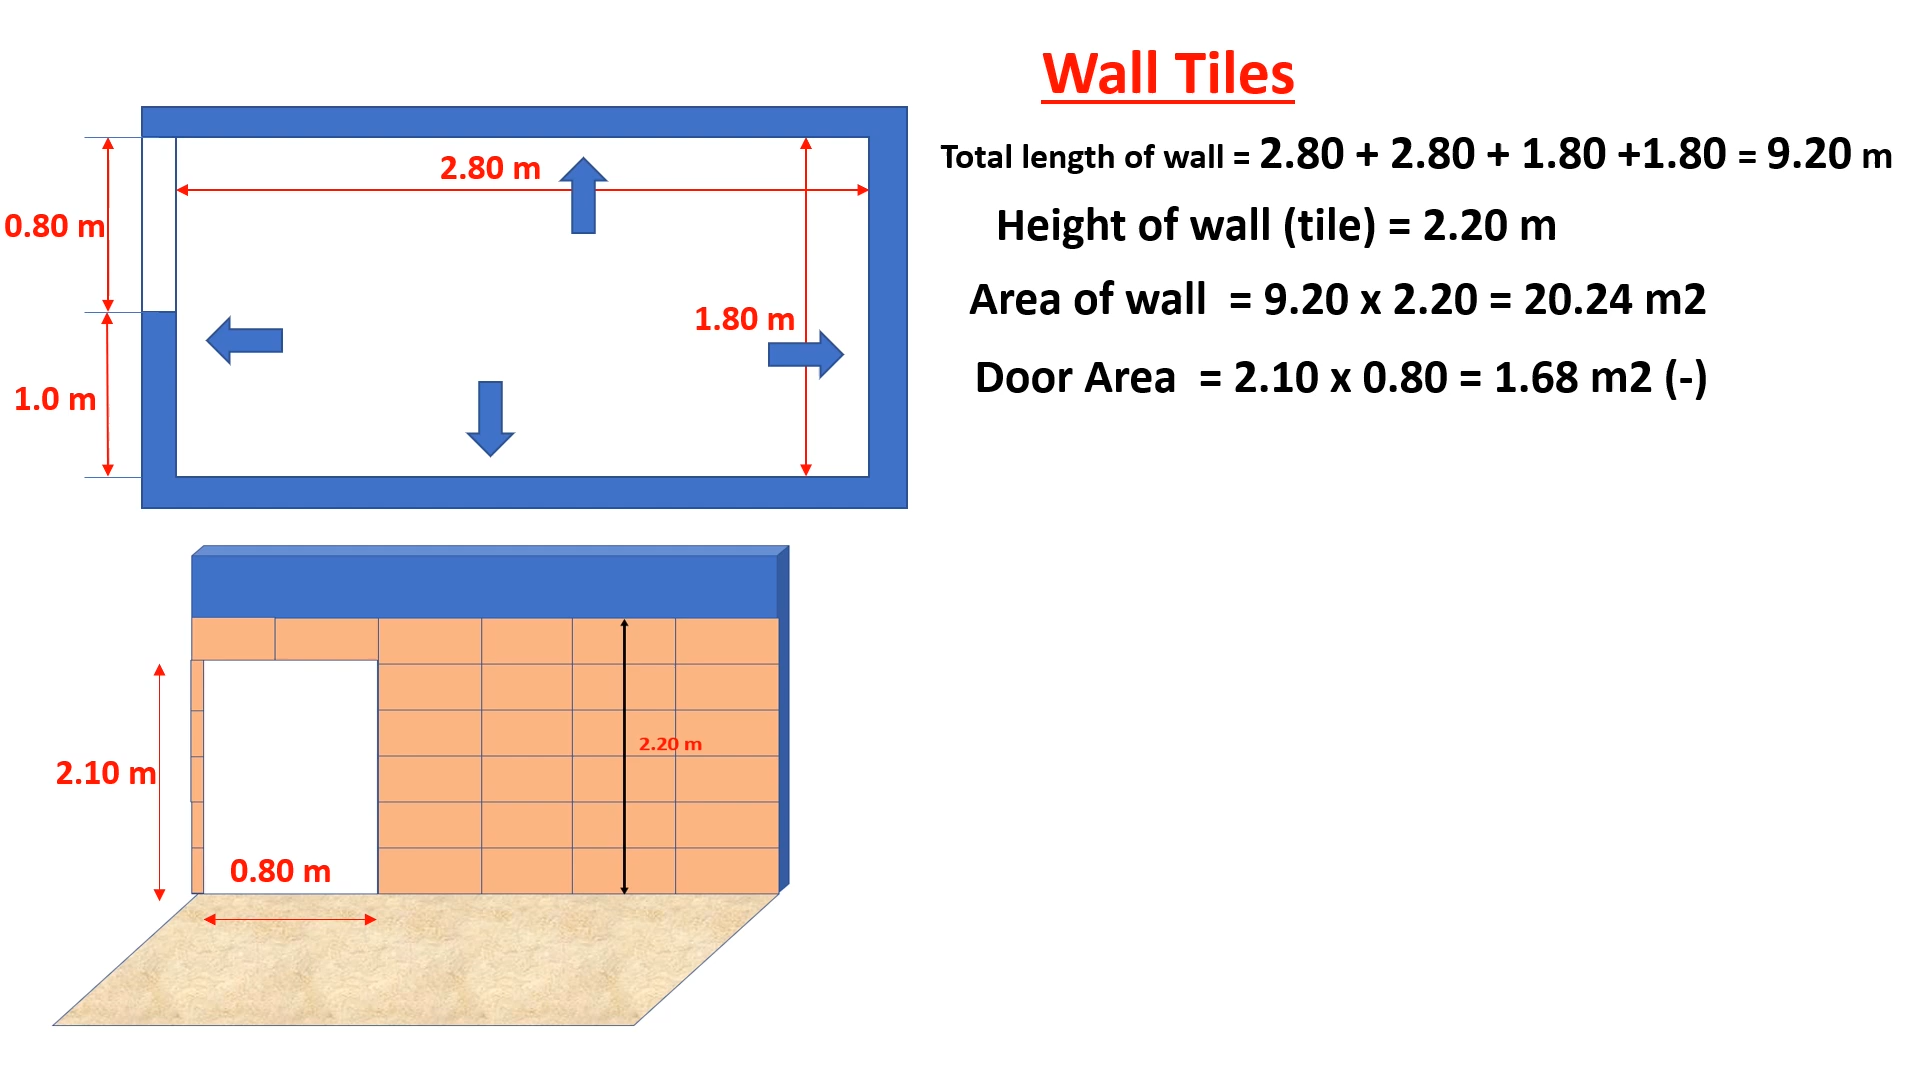 Wall Tiles
Total length of wall = 2.80 + 2.80 + 1.80 +1.80 = 9.20 m
Height of wall (tile) = 2.20 m
Area of wall  = 9.20 x 2.20 = 20.24 m2
Door Area  = 2.10 x 0.80 = 1.68 m2 (-)
2.80 m
0.80 m
1.80 m
1.0 m
2.20 m
2.10 m
0.80 m